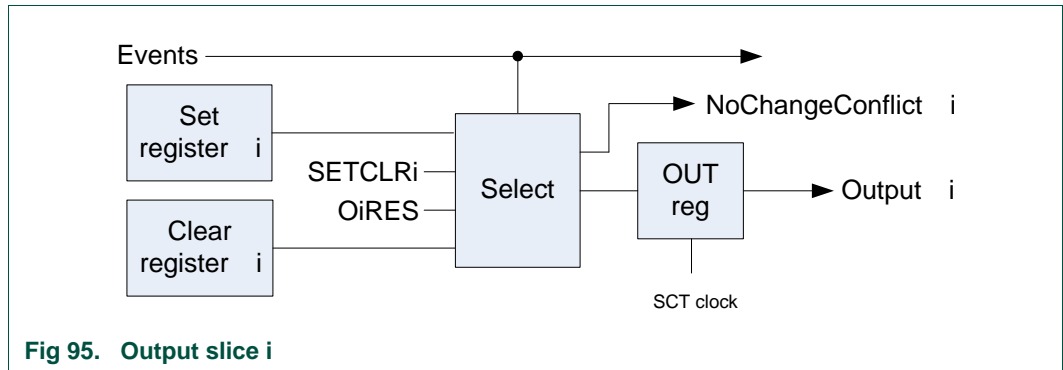 Events
Set
register i
NoChangeConflict i
SETCLRi
OiRES
Select
OUT
reg
Output i
Clear
register i
SCT clock
Fig 95. Output slice i